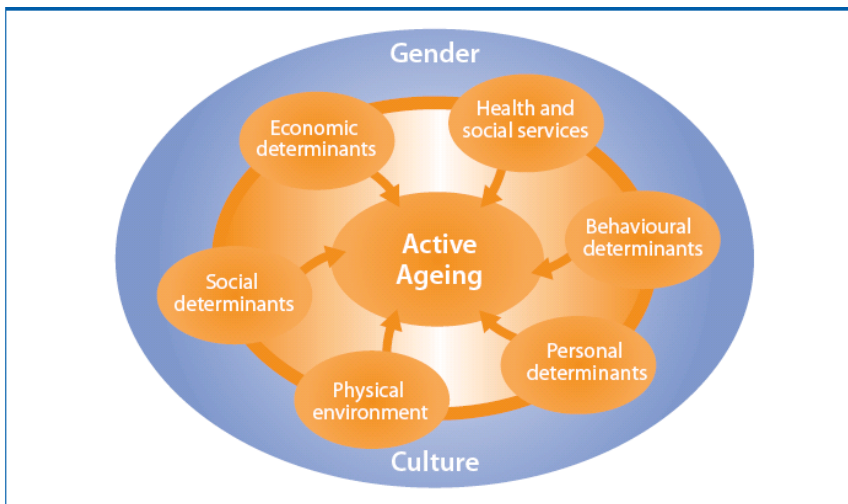 Gender
Economic
determinants
Health and
social services
Behavioural
determinants
Active
Ageing
Social
determinants
Personal
determinants
Physical
environment
Culture